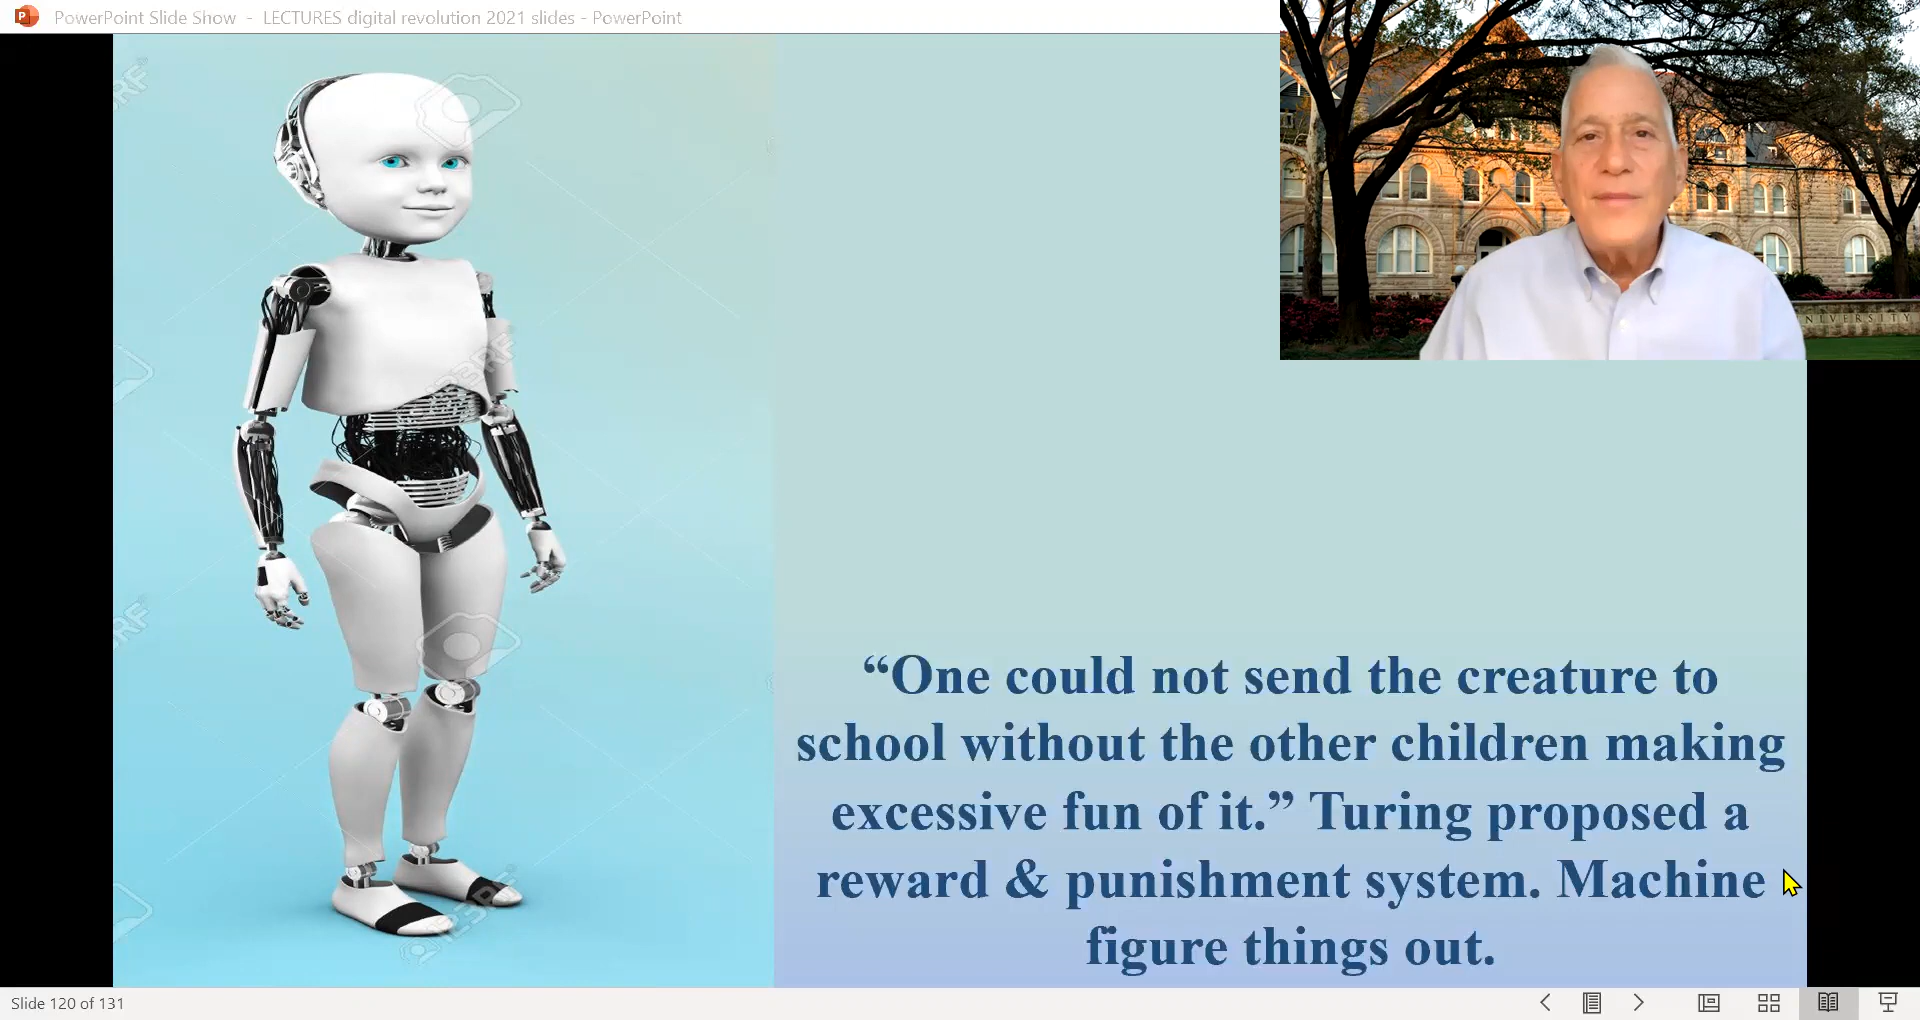 P PowerPoint Slide Show - LECTURES digital revolution 2021 slides - PowerPoint
123RF
NIVERSITY
“One could not send the creature to
school without the other children making
excessive fun of it.” Turing proposed a
reward & punishment system. Machine
figure things out.
Slide 120 of 131